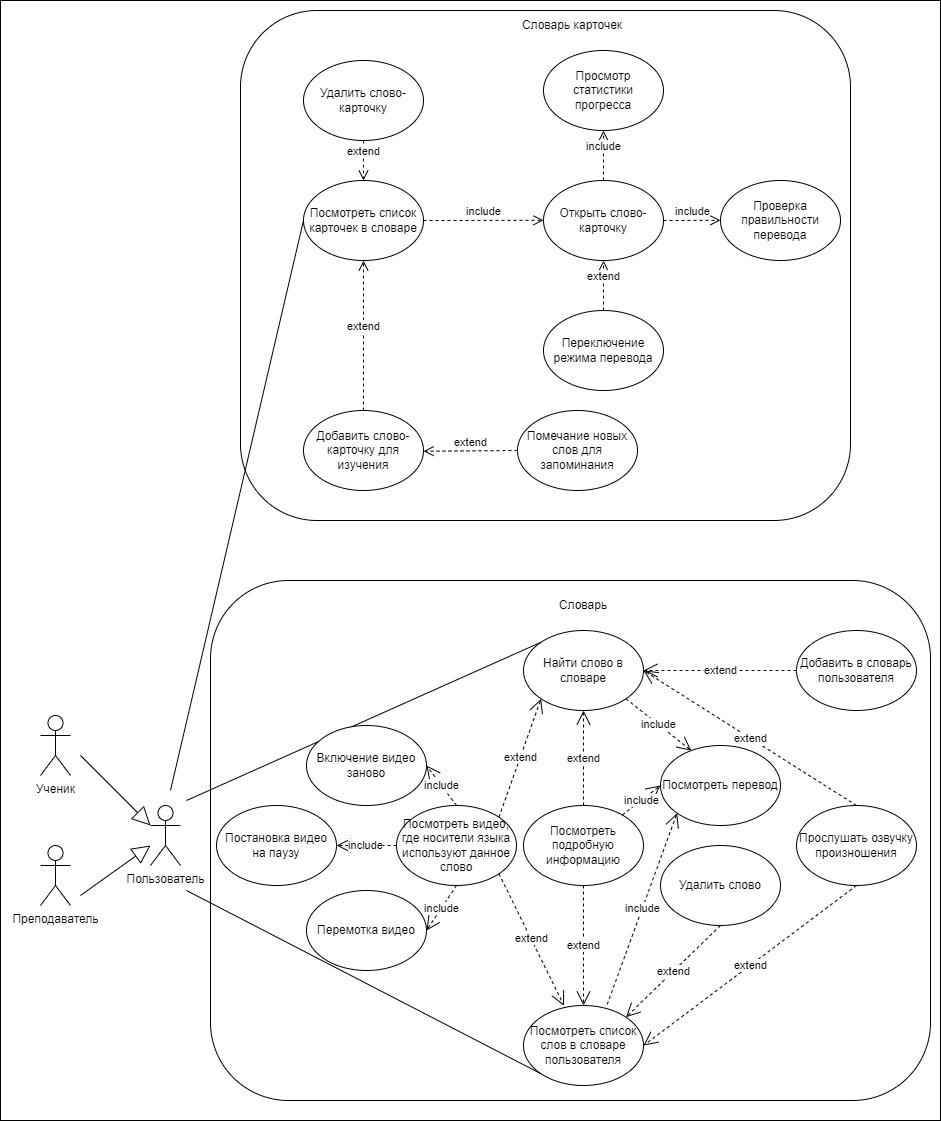 Словарь карточек
Удалить слово-
карточку
Просмотр
статистики
прогресса
extend
include
Посмотреть список
карточек в словаре
include
Открыть слово-
карточку
include
Проверка
правильности
перевода
extend
extend
Переключение
режима перевода
Добавить слово-
карточку для
изучения
extend
Помечание новых
слов для
запоминания
Словарь
Найти слово в
словаре
extend
Добавить в словарь
пользователя
include
extend
Включение видео
заново
extend
extend
include
Посмотреть перевод
include
Ученик
Постановка видео
на паузу
include
Посмотреть видео,
где носители языка
используют данное
слово
Посмотреть
подробную
информацию
Прослушать озвучку
произношения
Пользователь
Удалить слово
Преподаватель
include
include
Перемотка видео
extend
extend
extend
extend
Посмотреть список
слов в словаре
пользователя